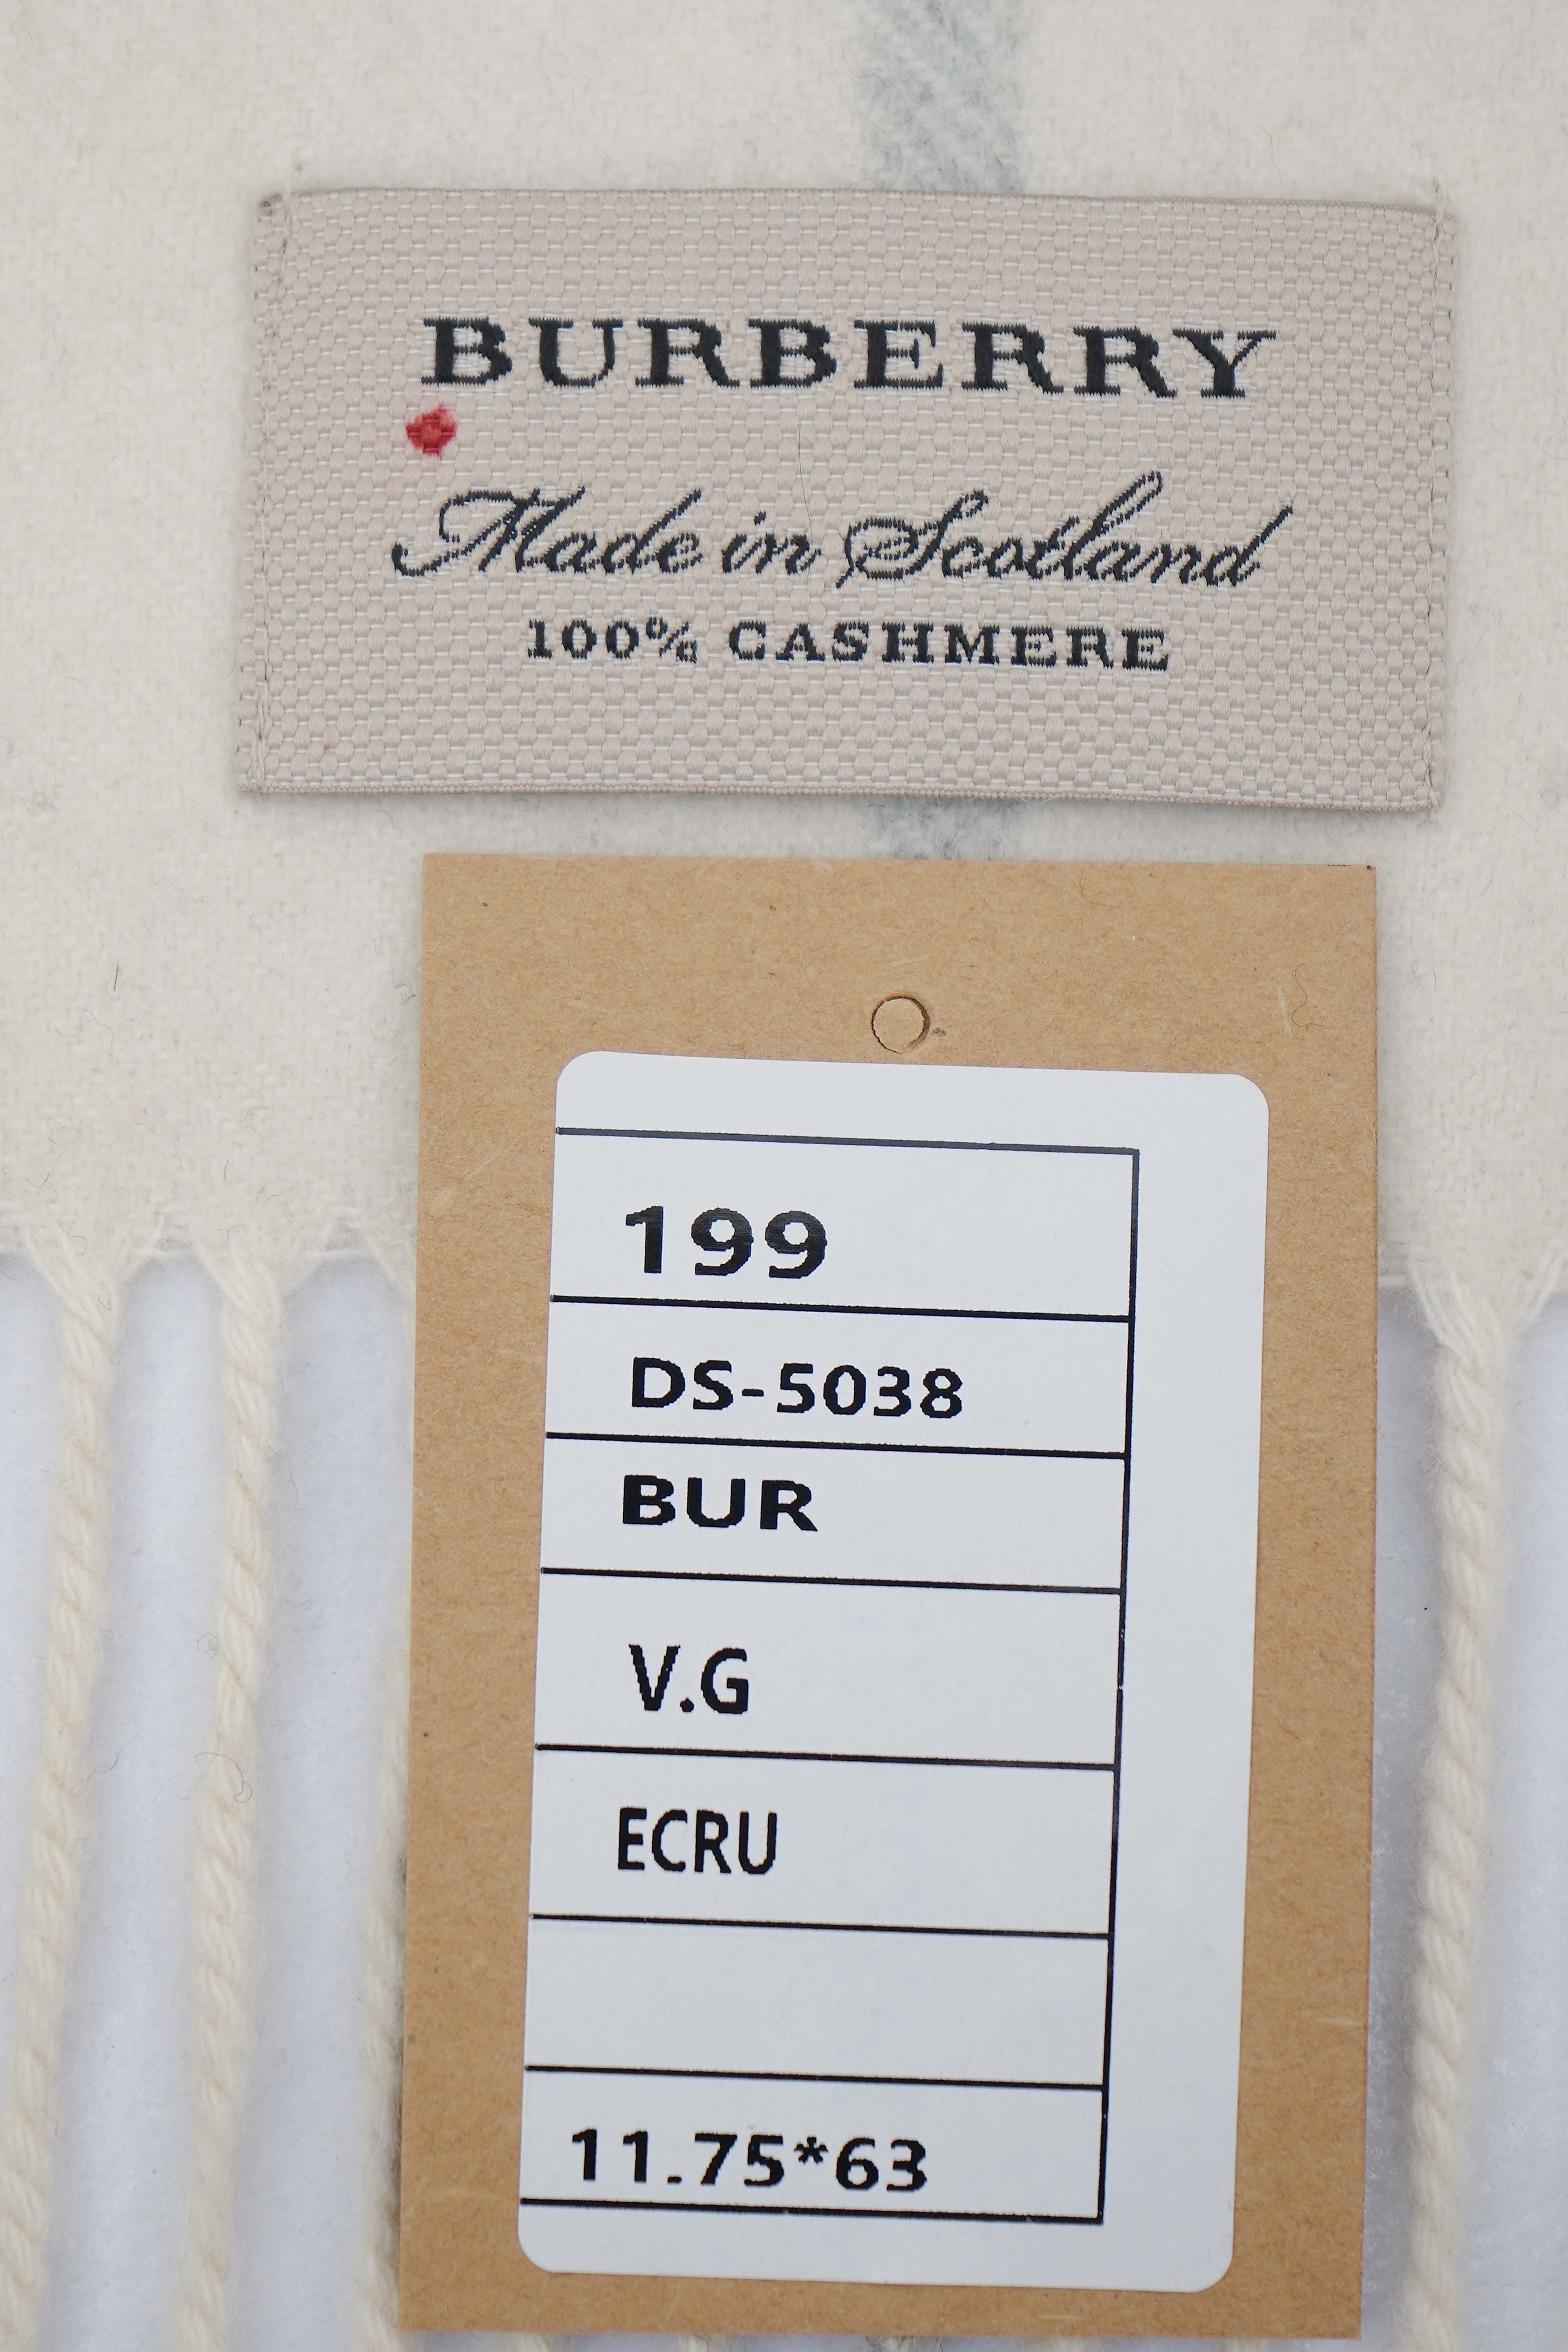 BURBERRY
Made in Scotland
100% CASHMERE
199
DS-5038
BUR
V.G
ECRU
11.75*63